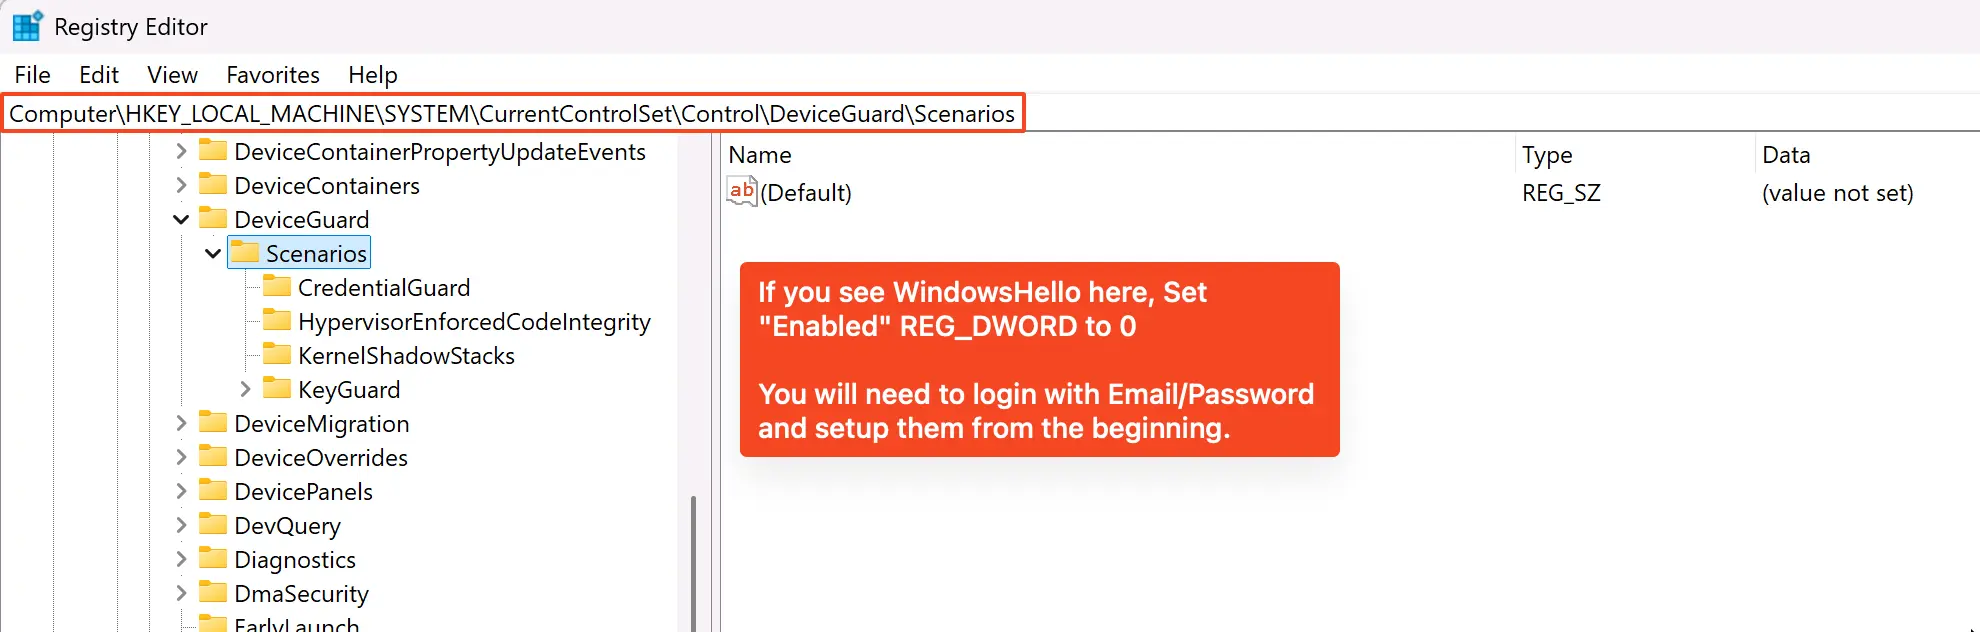 Registry Editor
File Edit View Favorites Help
Computer\HKEY_LOCAL_MACHINE\SYSTEM\CurrentControlSet\Control\DeviceGuard\Scenarios
DeviceContainerPropertyUpdateEvents
DeviceContainers
DeviceGuard
Scenarios
CredentialGuard
HypervisorEnforcedCodeIntegrity
KernelShadowStacks
KeyGuard
DeviceMigration
DeviceOverrides
DevicePanels
DevQuery
Diagnostics
DmaSecurity
EarlyLaunch
Name Type Data
ab (Default) REG_SZ (value not set)
If you see WindowsHello here, Set
"Enabled" REG_DWORD to 0
You will need to login with Email/Password
and setup them from the beginning.